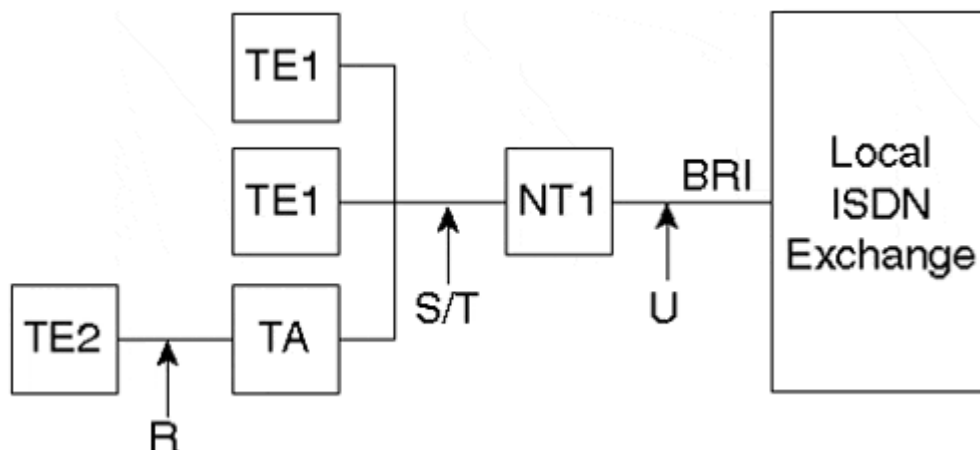 TE1
TE1
NT1
BRI
Local
ISDN
Exchange
S/T
U
TE2
TA
R